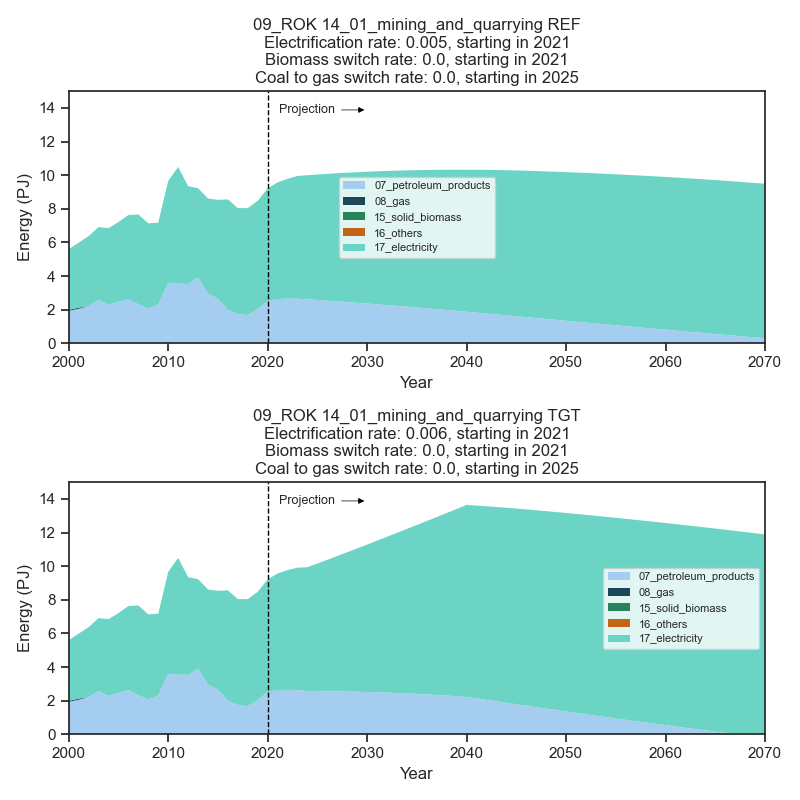 09_ROK 14_01_mining_and_quarrying REF
Electrification rate: 0.005, starting in 2021
Biomass switch rate: 0.0, starting in 2021
Coal to gas switch rate: 0.0, starting in 2025
14
Projection
12
10
07_petroleum_products
08_gas
8
15_solid_biomass
16_others
6
17_electricity
4
2
0
Energy (PJ)
2000 2010 2020 2030 2040 2050 2060 2070
Year
09_ROK 14_01_mining_and_quarrying TGT
Electrification rate: 0.006, starting in 2021
Biomass switch rate: 0.0, starting in 2021
Coal to gas switch rate: 0.0, starting in 2025
14
Projection
12
10
07_petroleum_products
08_gas
8
15_solid_biomass
16_others
6
17_electricity
4
2
0
Energy (PJ)
2000 2010 2020 2030 2040 2050 2060 2070
Year